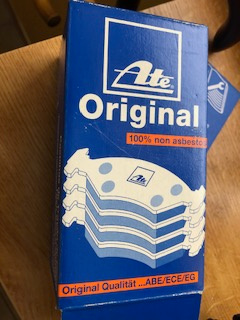 Ate
Original
100% non asbestos
Ate
Original Qualität ...ABE/ECE/EG